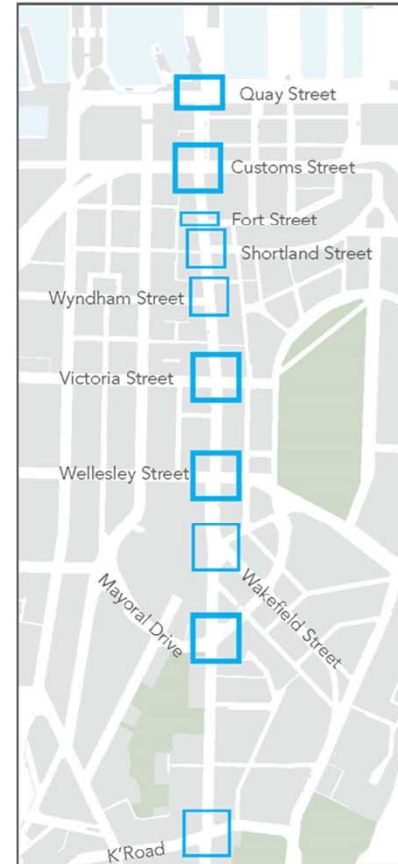 Quay Street
Customs Street
Fort Street
Shortland Street
Wyndham Street
Victoria Street
Wellesley Street
Wakefield Street
Mayoral Drive
K'Road